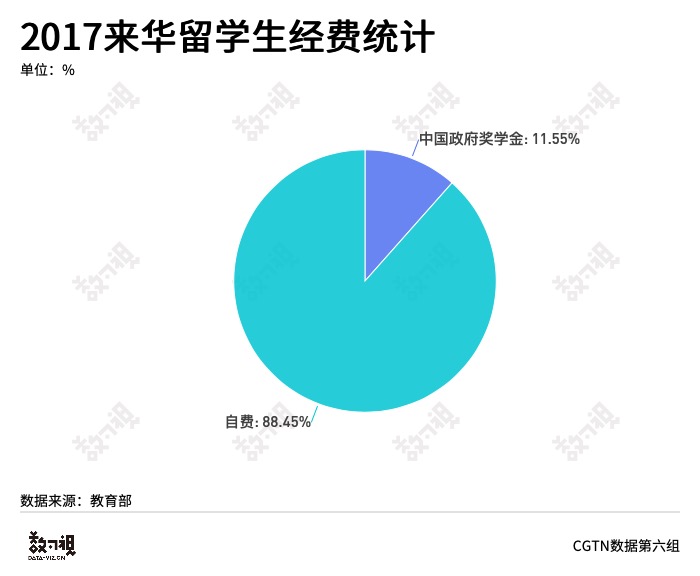 2017来华留学生经费统计
单位：%
中国政府奖学金: 11.55%
自费: 88.45%
数据来源：教育部
数可视
DATA-VIZ.CN
CGTN数据第六组